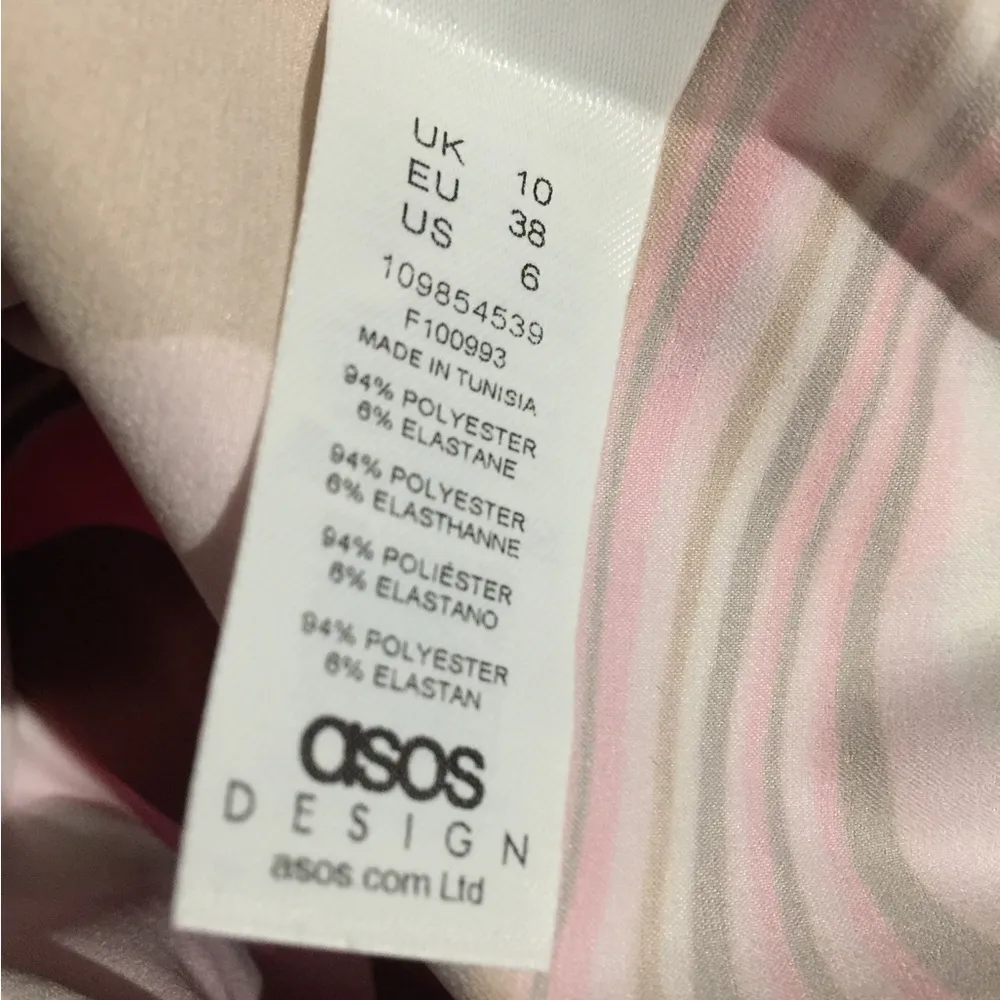 UK 10
EU 38
US 6
109854539
F100993
MADE IN TUNISIA
94% POLYESTER
6% ELASTANE
94% POLYESTER
6% ELASTHANNE
94% POLIÉSTER
6% ELASTANO
94% POLYESTER
6% ELASTAN
asos
DESIGN
asos.com Ltd